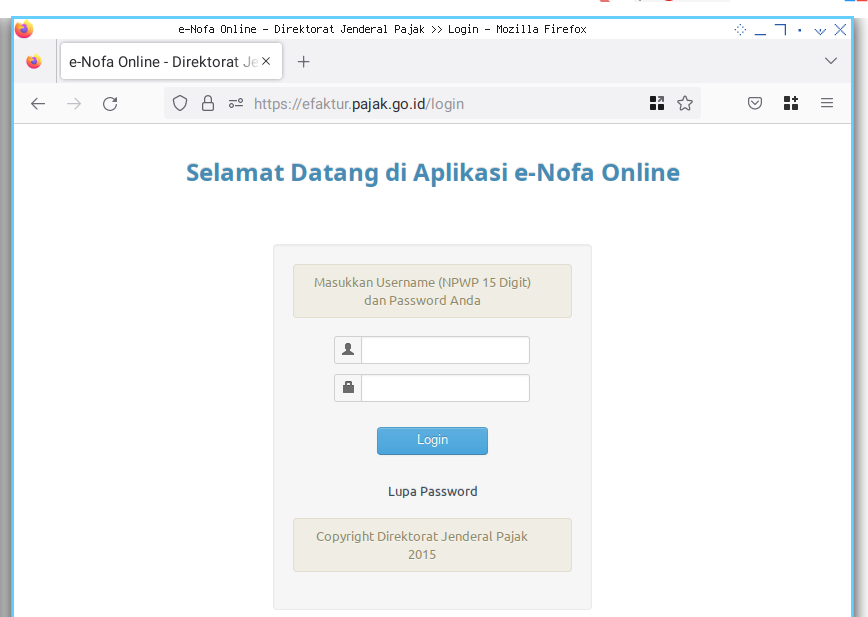 e-Nofa Online - Direktorat Jenderal Pajak >> Login - Mozilla Firefox
e-Nofa Online - Direktorat Je
https://efaktur.pajak.go.id/login
Selamat Datang di Aplikasi e-Nofa Online
Masukkan Username (NPWP 15 Digit)
dan Password Anda
Login
Lupa Password
Copyright Direktorat Jenderal Pajak
2015